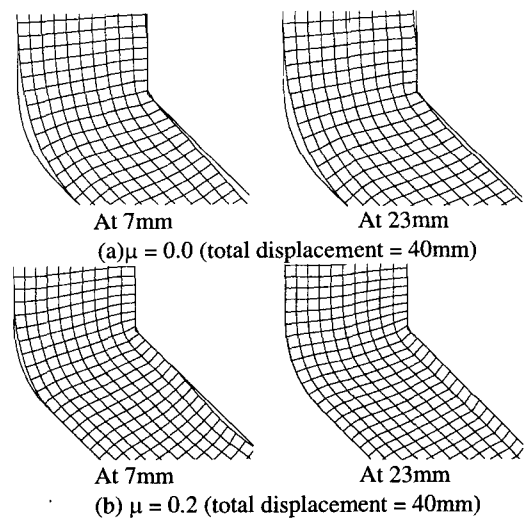 At 7mm At 23mm
(a)μ = 0.0 (total displacement = 40mm)
At 7mm At 23mm
(b) μ = 0.2 (total displacement = 40mm)